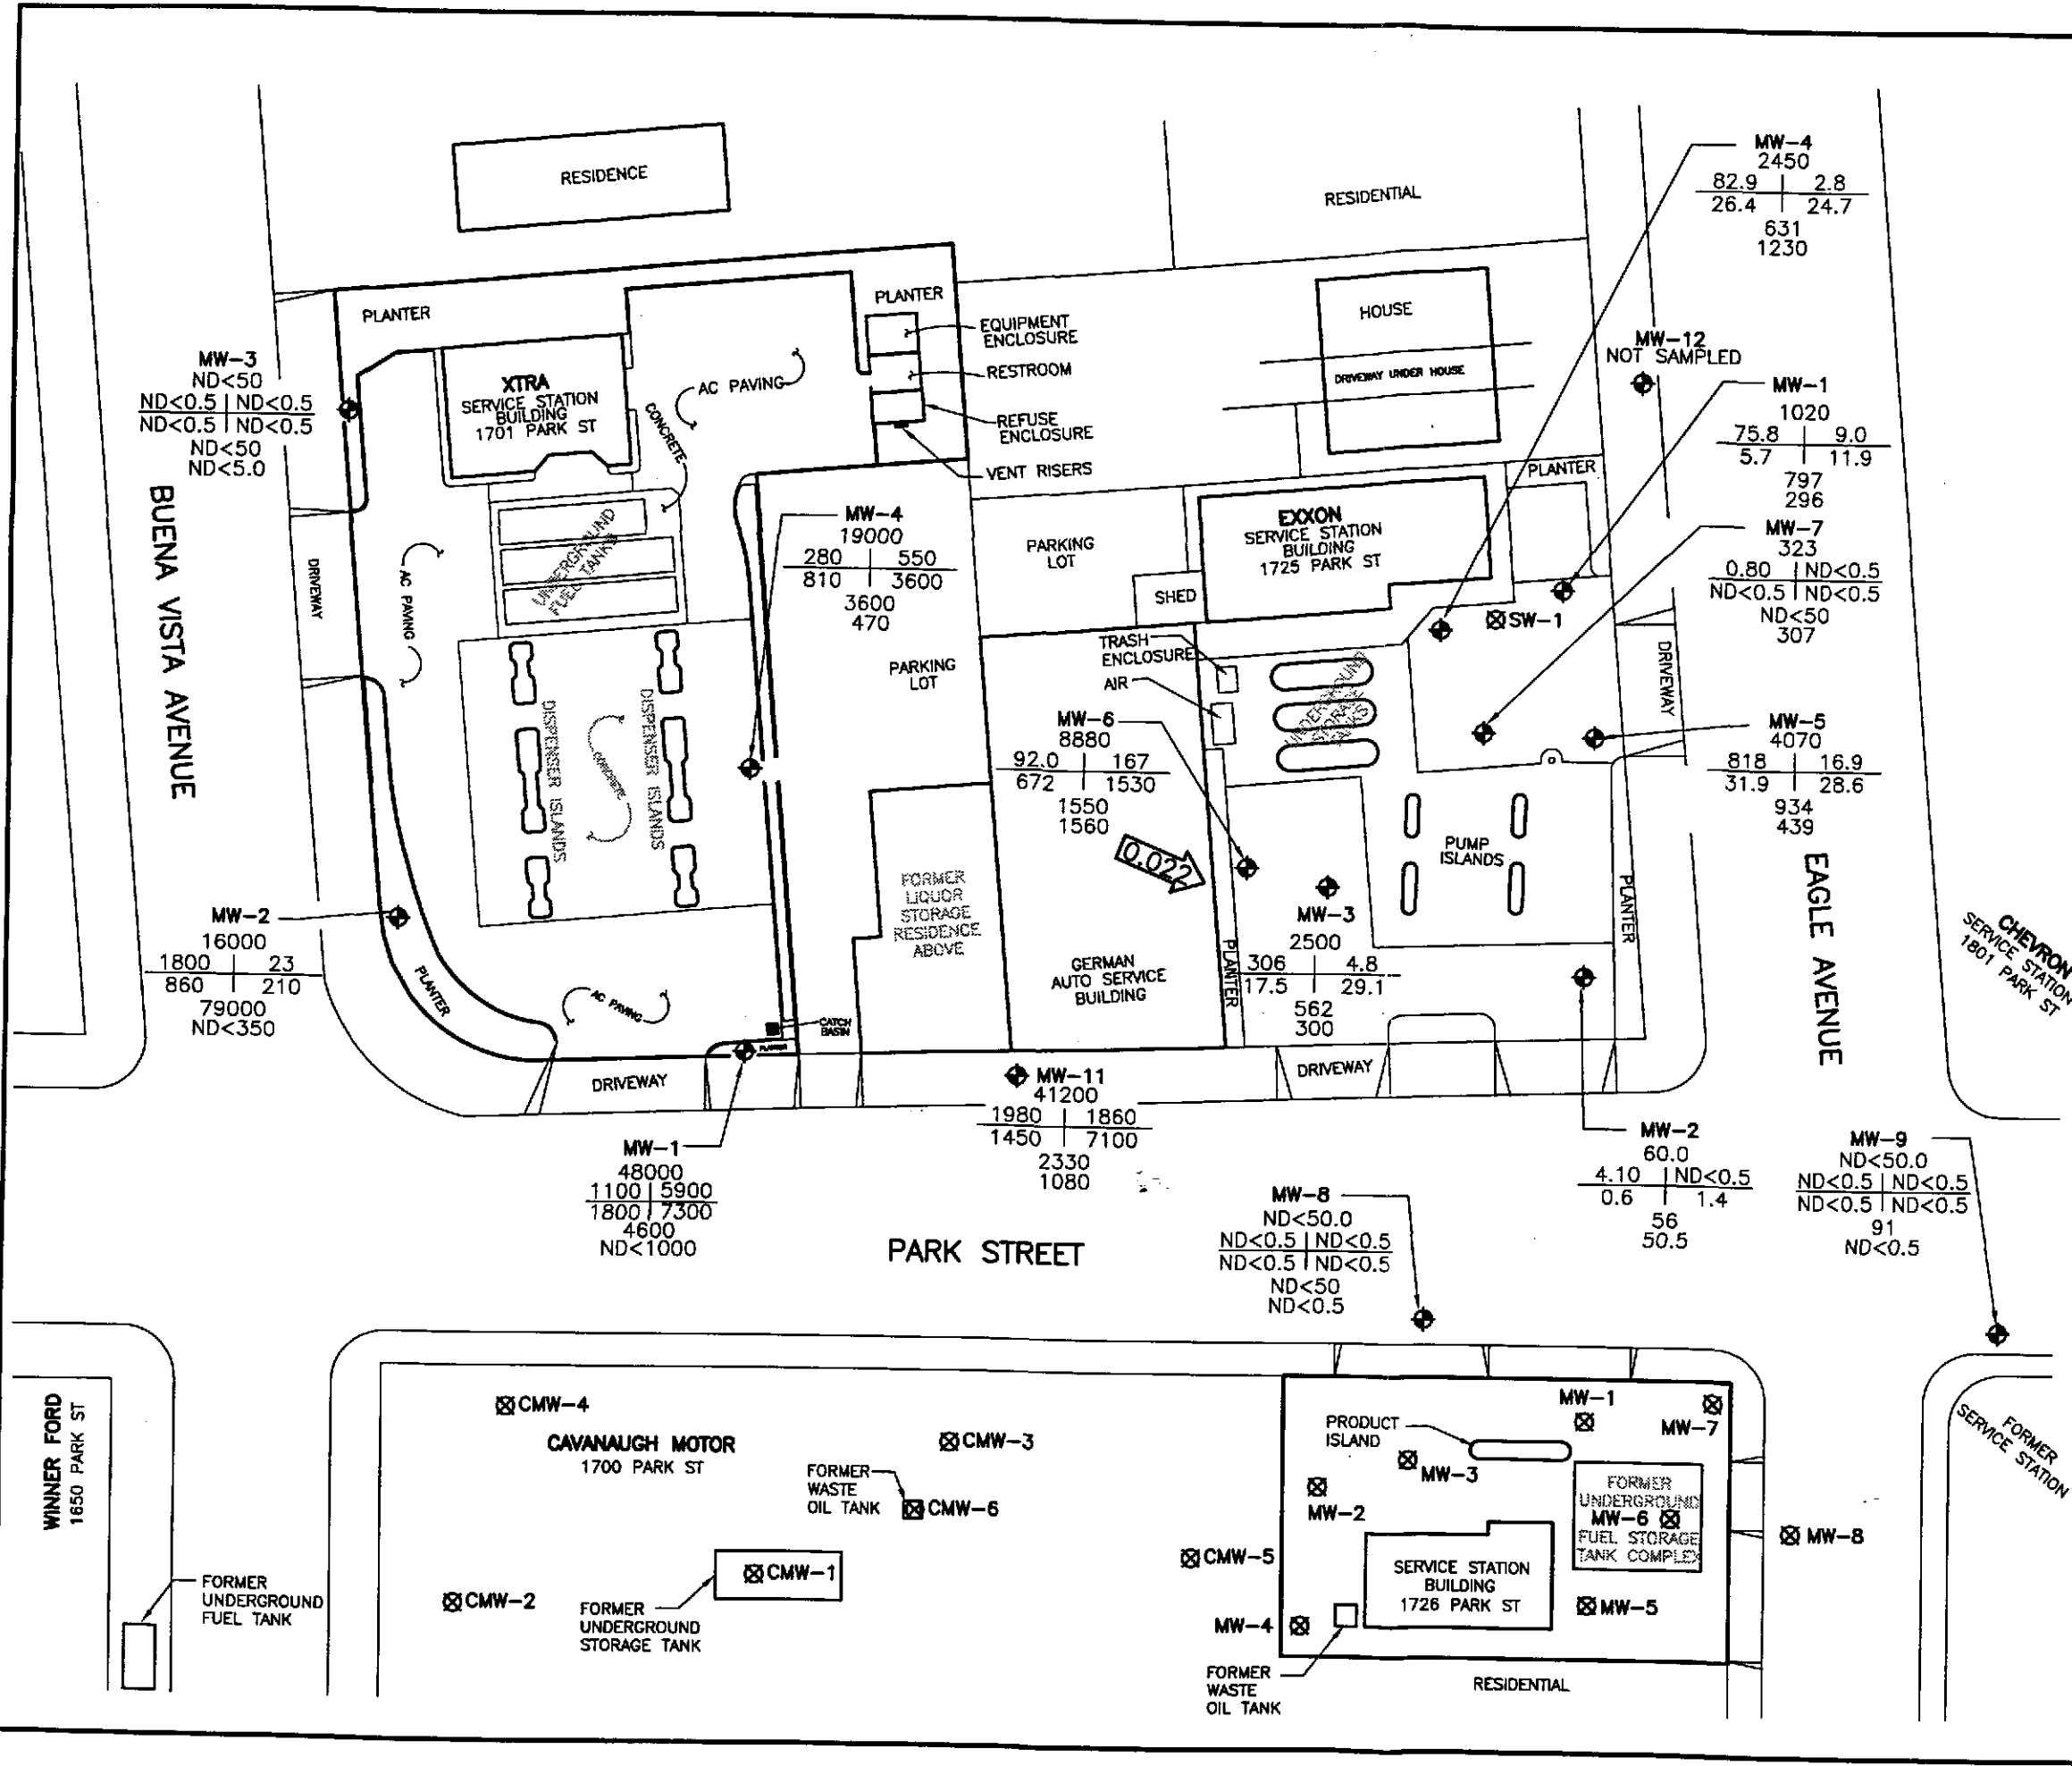 RESIDENCE
RESIDENTIAL
MW-4
2450
82.9 | 2.8
26.4 | 24.7
631
1230
PLANTER
PLANTER
EQUIPMENT
ENCLOSURE
RESTROOM
REFUSE
ENCLOSURE
VENT RISERS
HOUSE
DRIVEWAY UNDER HOUSE
MW-12
NOT SAMPLED
MW-1
1020
75.8 | 9.0
5.7 | 11.9
797
296
MW-3
ND<50
ND<0.5 | ND<0.5
ND<0.5 | ND<0.5
ND<50
ND<5.0
XTRA
SERVICE STATION
BUILDING
1701 PARK ST
AC PAVING
CONCRETE
UNDERGROUND
FUEL TANKS
BUENA VISTA AVENUE
DRIVEWAY
AC PAVING
MW-4
19000
280 | 550
810 | 3600
3600
470
PARKING
LOT
SHED
EXXON
SERVICE STATION
BUILDING
1725 PARK ST
PLANTER
MW-7
323
0.80 | ND<0.5
ND<0.5 | ND<0.5
ND<50
307
SW-1
DRIVEWAY
PARKING
LOT
TRASH
ENCLOSURE
AIR
UNDERGROUND
STORAGE
TANKS
MW-6
8880
92.0 | 167
672 | 1530
1550
1560
0.022
MW-5
4070
818 | 16.9
31.9 | 28.6
934
439
DISPENSER ISLANDS
CONCRETE
DISPENSER ISLANDS
PUMP
ISLANDS
PLANTER
EAGLE AVENUE
CHEVRON
SERVICE STATION
1801 PARK ST
MW-2
16000
1800 | 23
860 | 210
79000
ND<350
PLANTER
AC PAVING
CATCH
BASIN
PLANTER
FORMER
LIQUOR
STORAGE
RESIDENCE
ABOVE
GERMAN
AUTO SERVICE
BUILDING
PLANTER
MW-3
2500
306 | 4.8
17.5 | 29.1
562
300
DRIVEWAY
DRIVEWAY
MW-11
41200
1980 | 1860
1450 | 7100
2330
1080
MW-1
48000
1100 | 5900
1800 | 7300
4600
ND<1000
MW-2
60.0
4.10 | ND<0.5
0.6 | 1.4
56
50.5
MW-9
ND<50.0
ND<0.5 | ND<0.5
ND<0.5 | ND<0.5
91
ND<0.5
MW-8
ND<50.0
ND<0.5 | ND<0.5
ND<0.5 | ND<0.5
ND<50
ND<0.5
PARK STREET
WINNER FORD
1650 PARK ST
FORMER
UNDERGROUND
FUEL TANK
CMW-4
CAVANAUGH MOTOR
1700 PARK ST
CMW-3
FORMER
WASTE
OIL TANK
CMW-6
CMW-1
CMW-2
FORMER
UNDERGROUND
STORAGE TANK
CMW-5
PRODUCT
ISLAND
MW-1
MW-7
MW-3
MW-2
FORMER
UNDERGROUND
MW-6
FUEL STORAGE
TANK COMPLEX
MW-8
SERVICE STATION
BUILDING
1726 PARK ST
MW-5
MW-4
FORMER
WASTE
OIL TANK
RESIDENTIAL
FORMER
SERVICE STATION